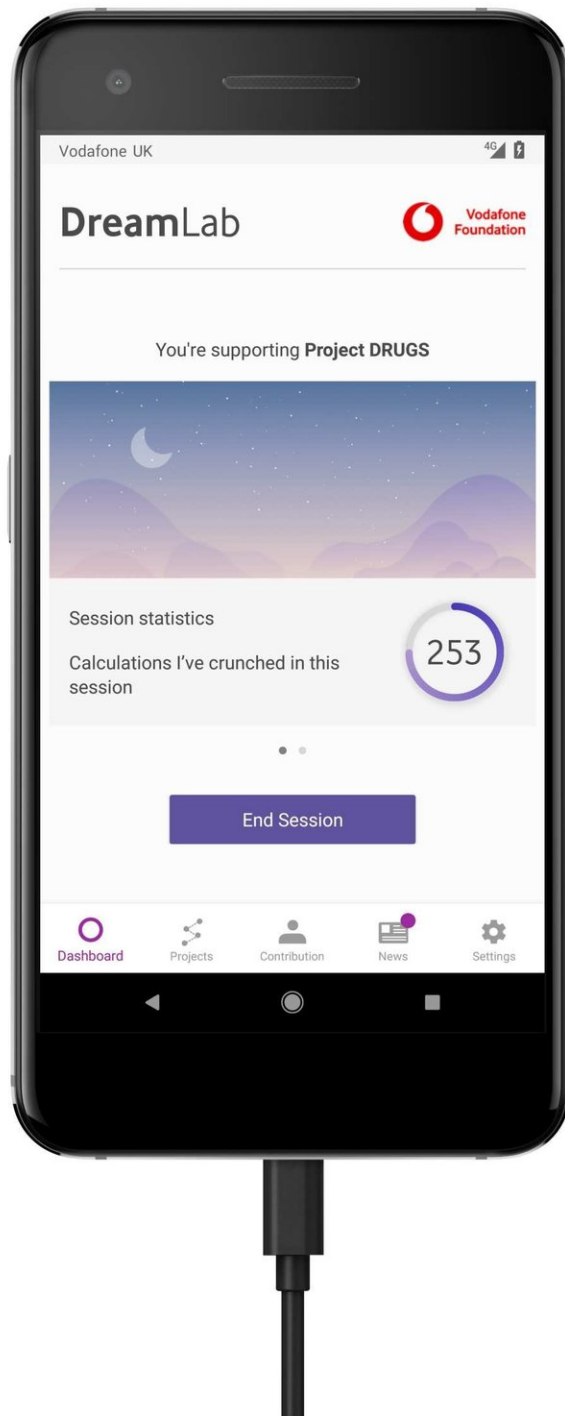 Vodafone UK
4G
DreamLab
Vodafone
Foundation
You're supporting Project DRUGS
Session statistics
Calculations I've crunched in this
session
253
End Session
Dashboard
Projects
Contribution
News
Settings